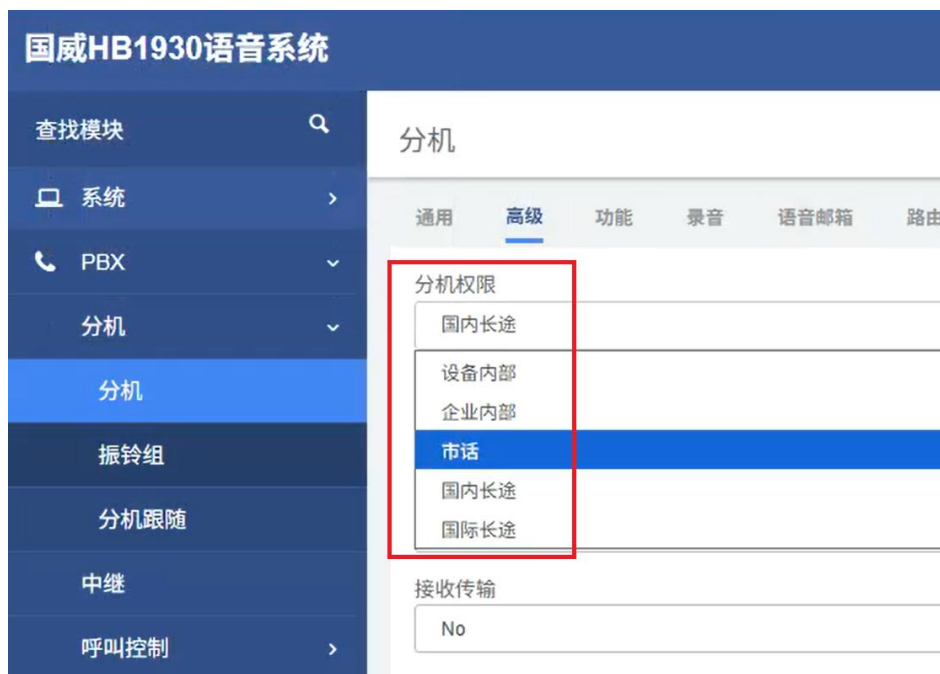 国威HB1930语音系统
查找模块
系统
PBX
分机
分机
振铃组
分机跟随
中继
呼叫控制
分机
通用 高级 功能 录音 语音邮箱 路由
分机权限
国内长途
设备内部
企业内部
市话
国内长途
国际长途
接收传输
No